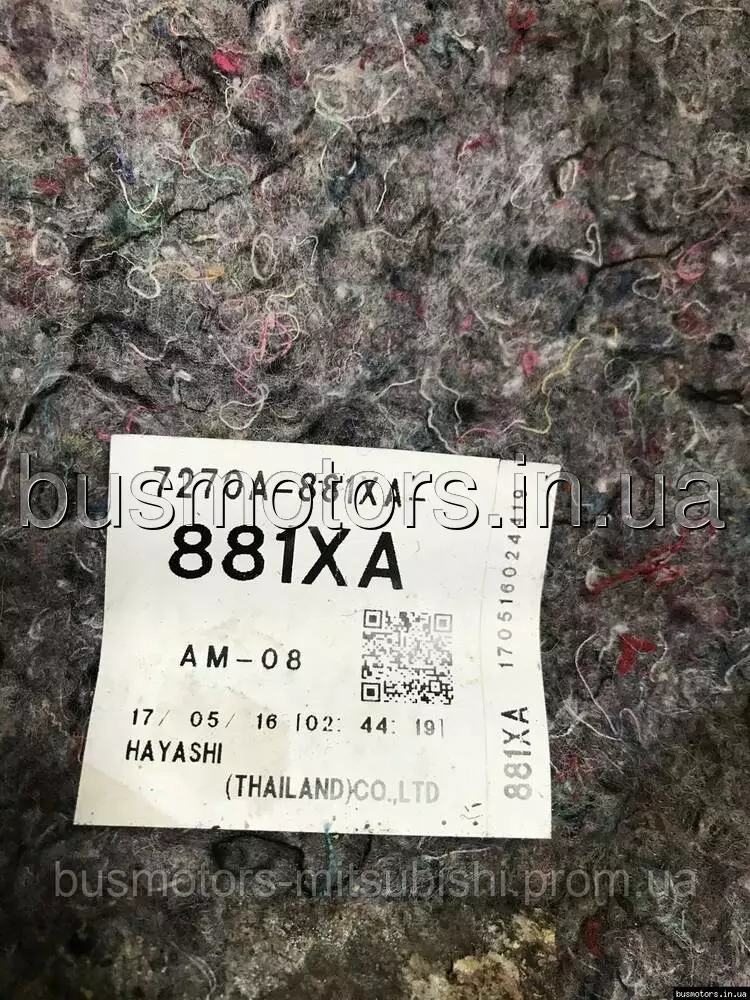 7270A-881XA-
busmotors.in.ua
881XA
AM-08
17/ 05/ 16 [02: 44: 19]
HAYASHI
(THAILAND)CO.,LTD
170516024419
881XA
busmotors-mitsubishi.prom.ua
busmotors.in.ua